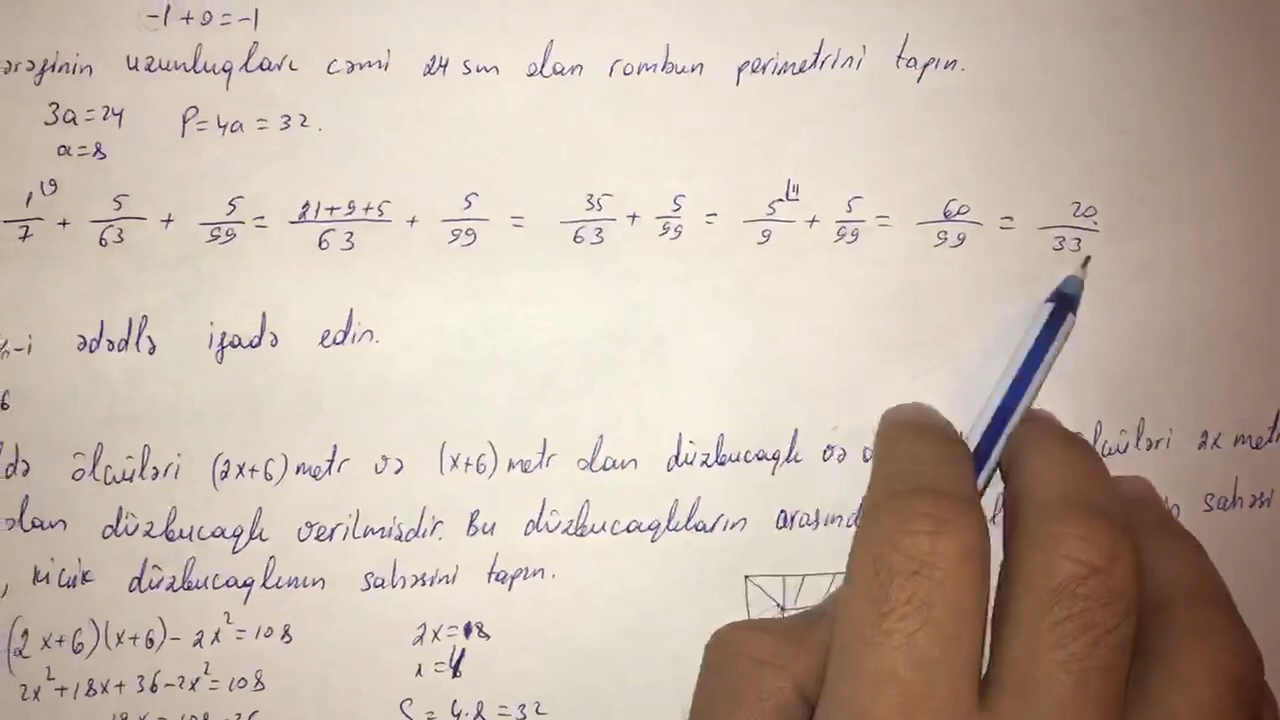 -1+0=-1
ərəfinin uzunluqları cəmi 24 sm olan rombun perimetrini tapın.
3a=24 P=4a=32.
a=8
1/7 + 5/63 + 5/99 = (21+9+5)/63 + 5/99 = 35/63 + 5/99 = 5/9 + 5/99 = 60/99 = 20/33.
-i ədədlə ifadə edin.
6
də ölçüləri (2x+6) metr və (x+6) metr olan düzbucaqlı və ölçüləri 2x met
olan düzbucaqlı verilmişdir. Bu düzbucaqlıların arasınd sahəsi
, kiçik düzbucaqlının sahəsini tapın.
(2x+6)(x+6)-2x²=108 2x=8
2x²+18x+36-2x²=108 x=4
S=4.8=32